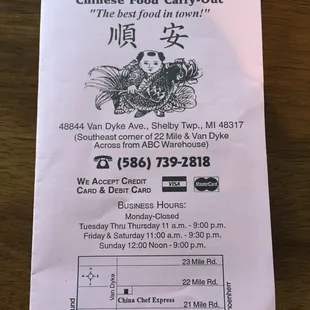 Chinese Food Carry-Out
"The best food in town!"
順 安
48844 Van Dyke Ave., Shelby Twp., MI 48317
(Southeast corner of 22 Mile & Van Dyke
Across from ABC Warehouse)
☎ (586) 739-2818
WE ACCEPT CREDIT
CARD & DEBIT CARD
VISA
MasterCard
BUSINESS HOURS:
Monday-Closed
Tuesday Thru Thursday 11 a.m. - 9:00 p.m.
Friday & Saturday 11:00 a.m. - 9:30 p.m.
Sunday 12:00 Noon - 9:00 p.m.
23 Mile Rd.
Van Dyke
22 Mile Rd.
China Chef Express
21 Mile Rd.